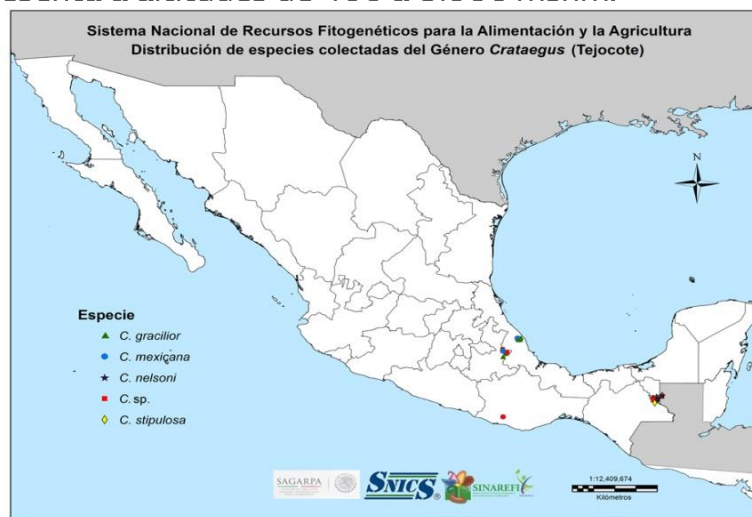 Sistema Nacional de Recursos Fitogenéticos para la Alimentación y la Agricultura
Distribución de especies colectadas del Género Crataegus (Tejocote)
N
Especie
C. gracilior
C. mexicana
C. nelsoni
C. sp.
C. stipulosa
SAGARPA
SNICS
SINAREFI
1:12,409,674
Kilómetros